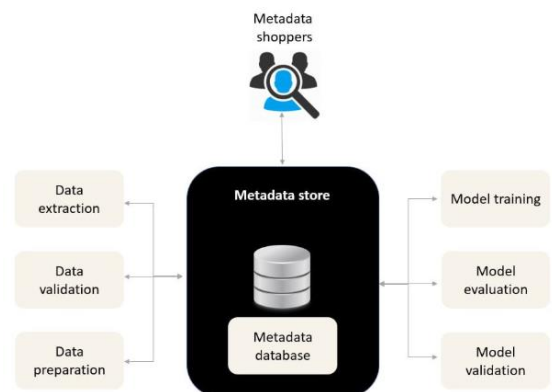 Metadata
shoppers
Metadata store
Metadata
database
Data
extraction
Data
validation
Data
preparation
Model training
Model
evaluation
Model
validation